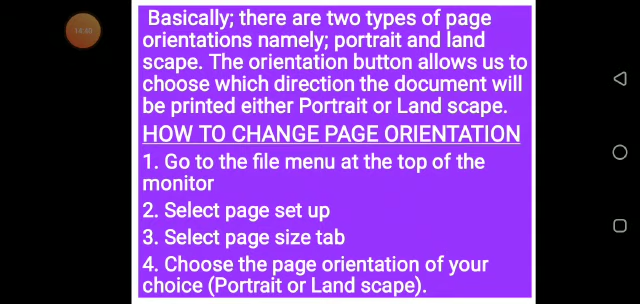 Basically; there are two types of page
orientations namely; portrait and land
scape. The orientation button allows us to
choose which direction the document will
be printed either Portrait or Land scape.
HOW TO CHANGE PAGE ORIENTATION
1. Go to the file menu at the top of the
monitor
2. Select page set up
3. Select page size tab
4. Choose the page orientation of your
choice (Portrait or Land scape).